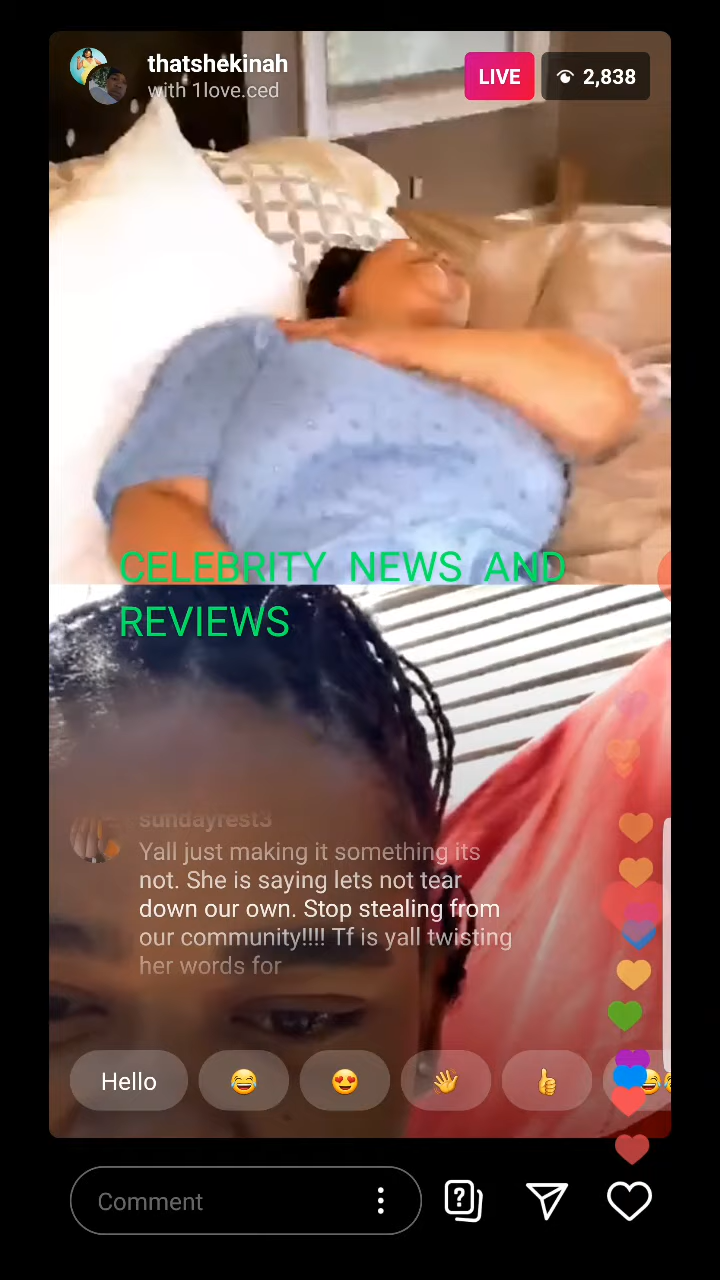 thatshekinah
with 1love.ced
LIVE
2,838
CELEBRITY NEWS AND
REVIEWS
sundayrest3
Yall just making it something its
not. She is saying lets not tear
down our own. Stop stealing from
our community!!!! Tf is yall twisting
her words for
Hello
Comment